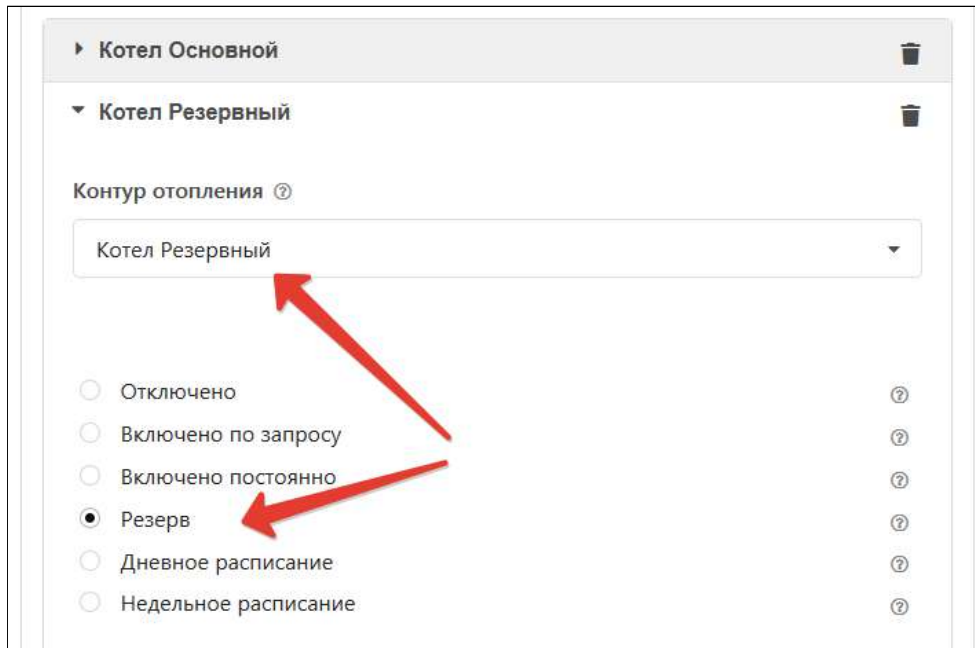 Котел Основной
Котел Резервный
Контур отопления
Котел Резервный
Отключено
Включено по запросу
Включено постоянно
Резерв
Дневное расписание
Недельное расписание